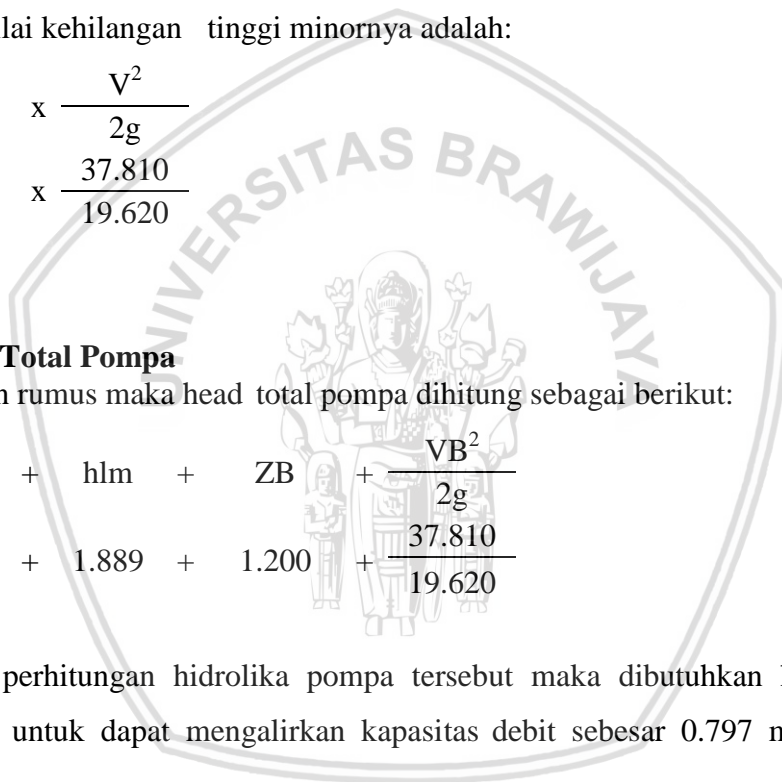 lai kehilangan tinggi minornya adalah:
x V²
2g
x 37.810
19.620
UNIVERSITAS BRAWIJAYA
Total Pompa
n rumus maka head total pompa dihitung sebagai berikut:
+ hlm + ZB + VB²
2g
+ 1.889 + 1.200 + 37.810
19.620
perhitungan hidrolika pompa tersebut maka dibutuhkan
untuk dapat mengalirkan kapasitas debit sebesar 0.797